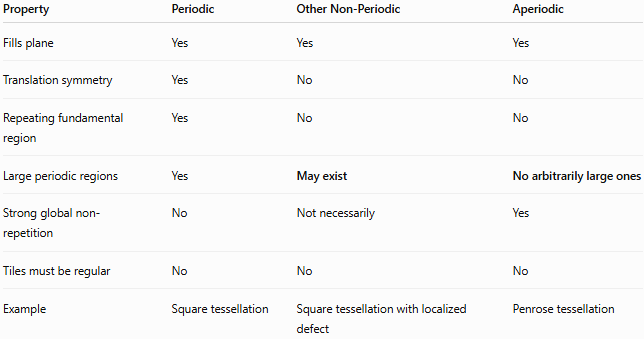 Property Periodic Other Non-Periodic Aperiodic
Fills plane Yes Yes Yes
Translation symmetry Yes No No
Repeating fundamental region Yes No No
Large periodic regions Yes May exist No arbitrarily large ones
Strong global non-repetition No Not necessarily Yes
Tiles must be regular No No No
Example Square tessellation Square tessellation with localized defect Penrose tessellation